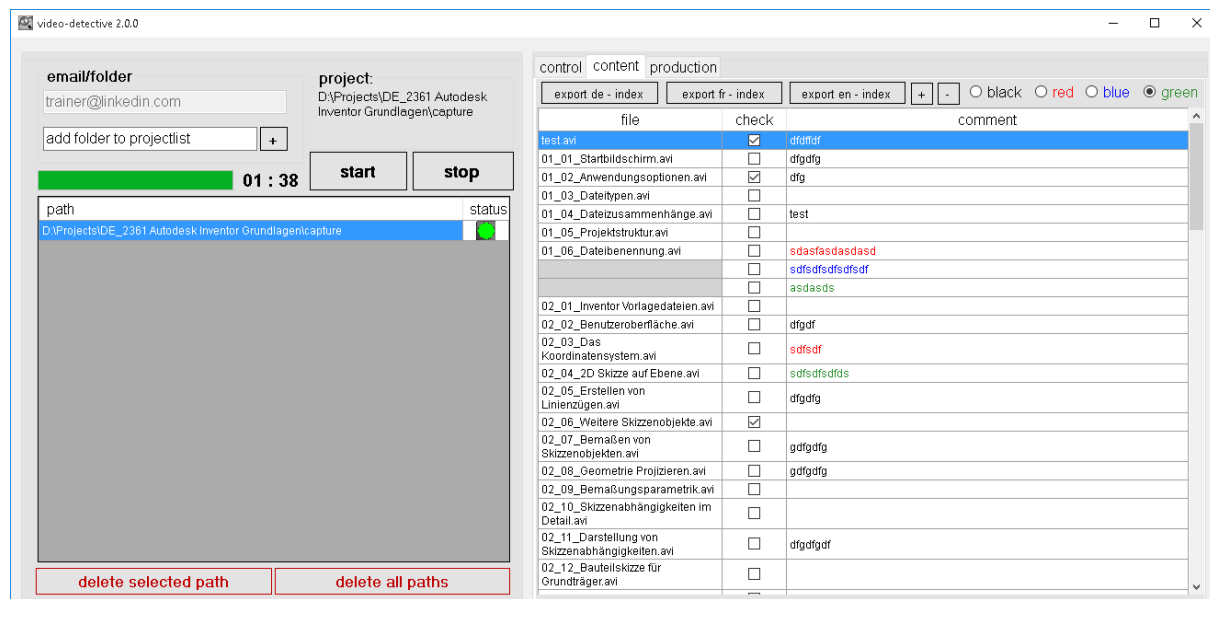 video-detective 2.0.0
email/folder
trainer@linkedin.com
add folder to projectlist +
project:
D:\Projects\DE_2361 Autodesk
Inventor Grundlagen\capture
01 : 38
start stop
path status
D:\Projects\DE_2361 Autodesk Inventor Grundlagen\capture
delete selected path delete all paths
control content production
export de - index export fr - index export en - index + - black red blue green
file check comment
test.avi dfdffdf
01_01_Startbildschirm.avi dfgdfg
01_02_Anwendungsoptionen.avi dfg
01_03_Dateitypen.avi
01_04_Dateizusammenhänge.avi test
01_05_Projektstruktur.avi
01_06_Dateibenennung.avi sdasfasdasdasd
sdfsdfsdfsdfsdf
asdasds
02_01_Inventor Vorlagedateien.avi
02_02_Benutzeroberfläche.avi dfgdf
02_03_Das
Koordinatensystem.avi sdfsdf
02_04_2D Skizze auf Ebene.avi sdfsdfsdfds
02_05_Erstellen von
Linienzügen.avi dfgdfg
02_06_Weitere Skizzenobjekte.avi
02_07_Bemaßen von
Skizzenobjekten.avi gdfgdfg
02_08_Geometrie Projizieren.avi gdfgdfg
02_09_Bemaßungsparametrik.avi
02_10_Skizzenabhängigkeiten im
Detail.avi
02_11_Darstellung von
Skizzenabhängigkeiten.avi dfgdfgdf
02_12_Bauteilskizze für
Grundträger.avi